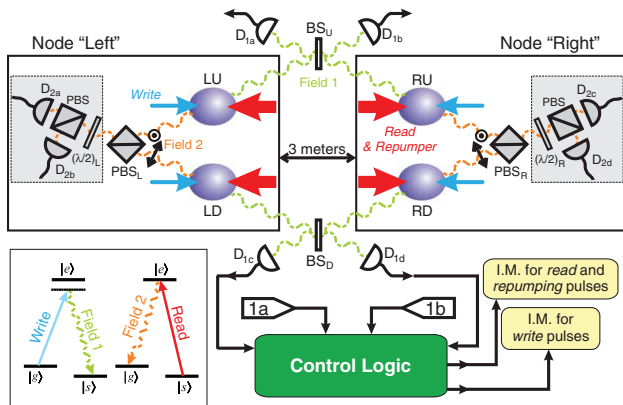 Node "Left"
D1a
BSU
D1b
Node "Right"
Field 1
D2a
PBS
LU
RU
PBS
D2c
Write
(λ/2)L
Field 2
PBSL
D2b
3 meters
Read
& Repumper
PBSR
(λ/2)R
D2d
LD
RD
D1c
BSD
D1d
|e⟩
|e⟩
Write
Field 1
Field 2
Read
|g⟩
|s⟩
|g⟩
|s⟩
1a
1b
Control Logic
I.M. for read and
repumping pulses
I.M. for
write pulses